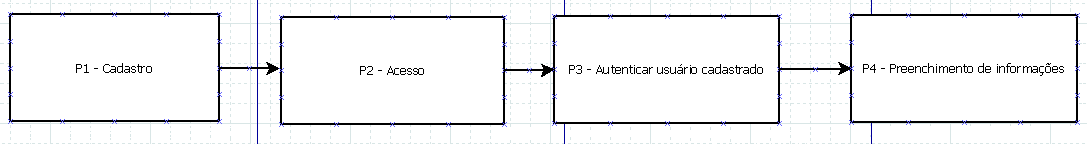 P1 - Cadastro
P2 - Acesso
P3 - Autenticar usuário cadastrado
P4 - Preenchimento de informações